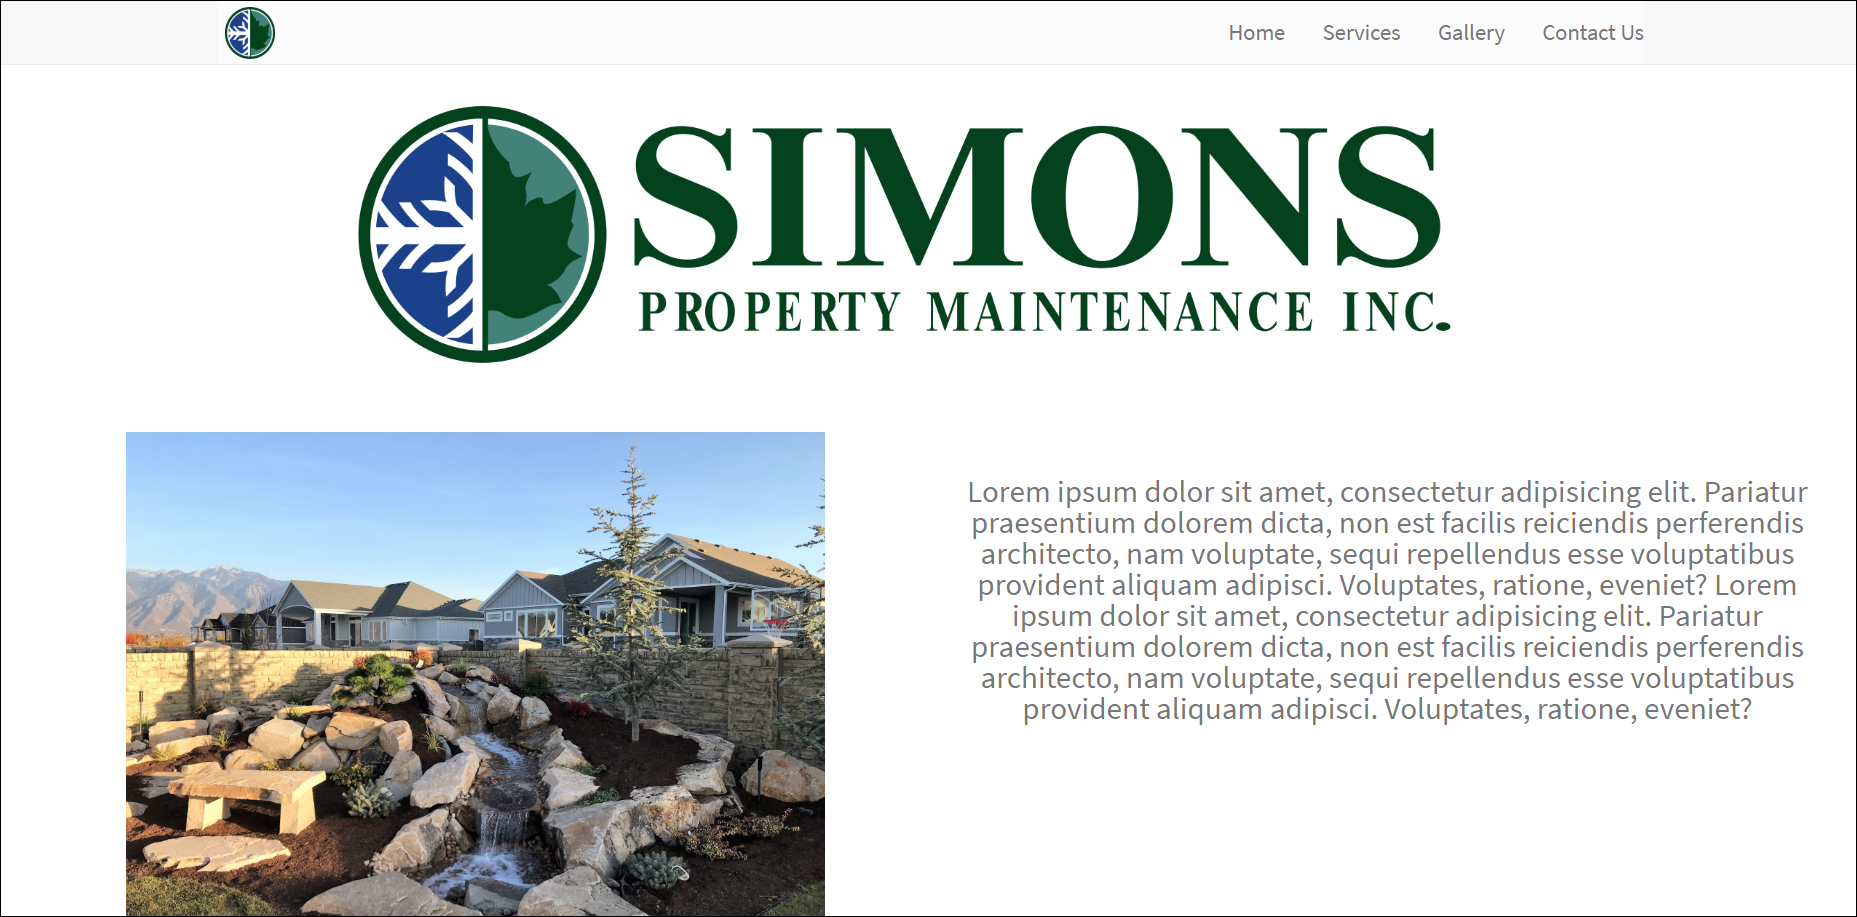 Home Services Gallery Contact Us
SIMONS
PROPERTY MAINTENANCE INC.
Lorem ipsum dolor sit amet, consectetur adipisicing elit. Pariatur
praesentium dolorem dicta, non est facilis reiciendis perferendis
architecto, nam voluptate, sequi repellendus esse voluptatibus
provident aliquam adipisci. Voluptates, ratione, eveniet? Lorem
ipsum dolor sit amet, consectetur adipisicing elit. Pariatur
praesentium dolorem dicta, non est facilis reiciendis perferendis
architecto, nam voluptate, sequi repellendus esse voluptatibus
provident aliquam adipisci. Voluptates, ratione, eveniet?